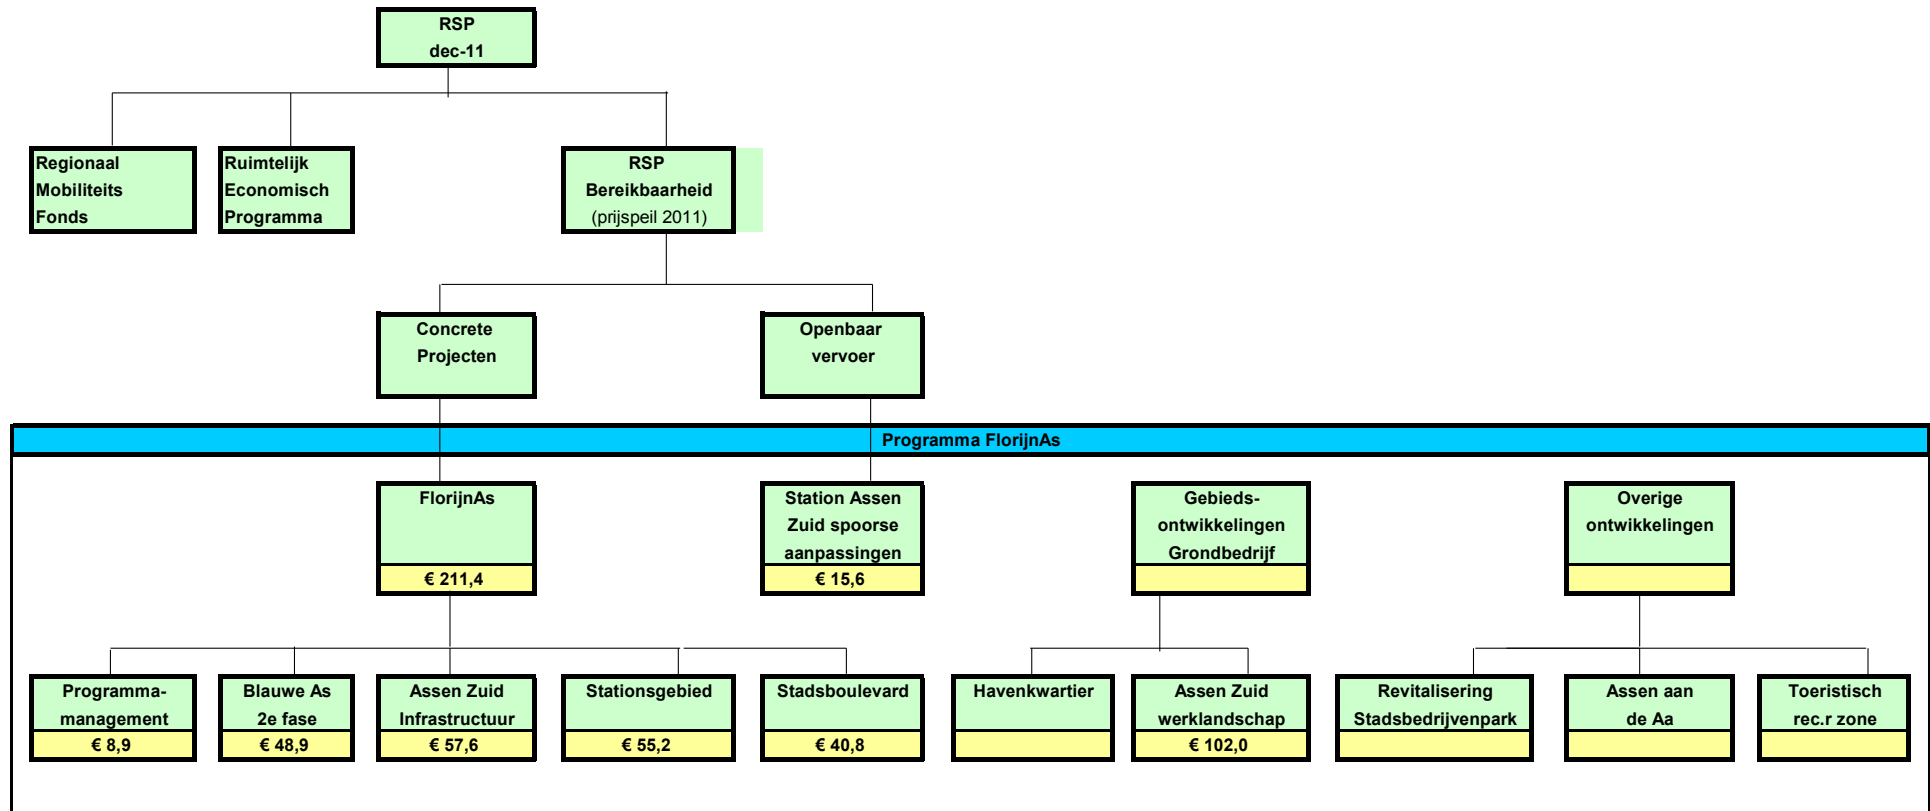 RSP
dec-11
Regionaal
Mobiliteits
Fonds
Ruimtelijk
Economisch
Programma
RSP
Bereikbaarheid
(prijspeil 2011)
Concrete
Projecten
Openbaar
vervoer
Programma FlorijnAs
FlorijnAs
€ 211,4
Station Assen
Zuid spoorse
aanpassingen
€ 15,6
Gebieds-
ontwikkelingen
Grondbedrijf
Overige
ontwikkelingen
Programma-
management
€ 8,9
Blauwe As
2e fase
€ 48,9
Assen Zuid
Infrastructuur
€ 57,6
Stationsgebied
€ 55,2
Stadsboulevard
€ 40,8
Havenkwartier
Assen Zuid
werklandschap
€ 102,0
Revitalisering
Stadsbedrijvenpark
Assen aan
de Aa
Toeristisch
rec.r zone